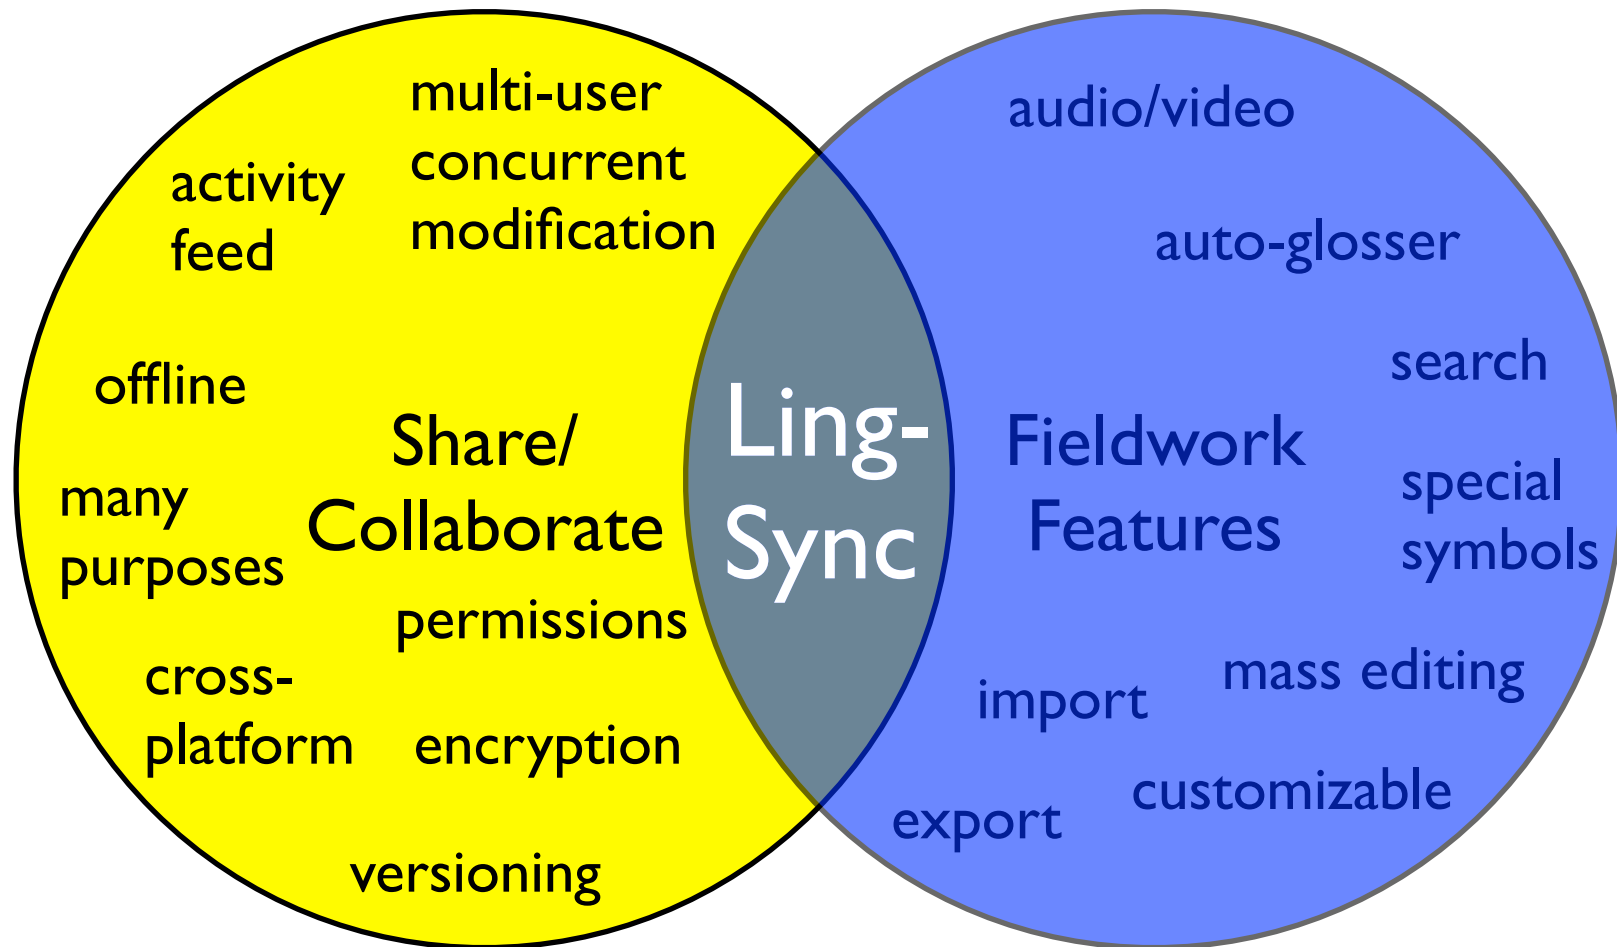 multi-user
concurrent
modification
activity
feed
offline
Share/
Collaborate
many
purposes
permissions
cross-
platform
encryption
versioning
Ling-
Sync
audio/video
auto-glosser
search
Fieldwork
Features
special
symbols
mass editing
import
customizable
export